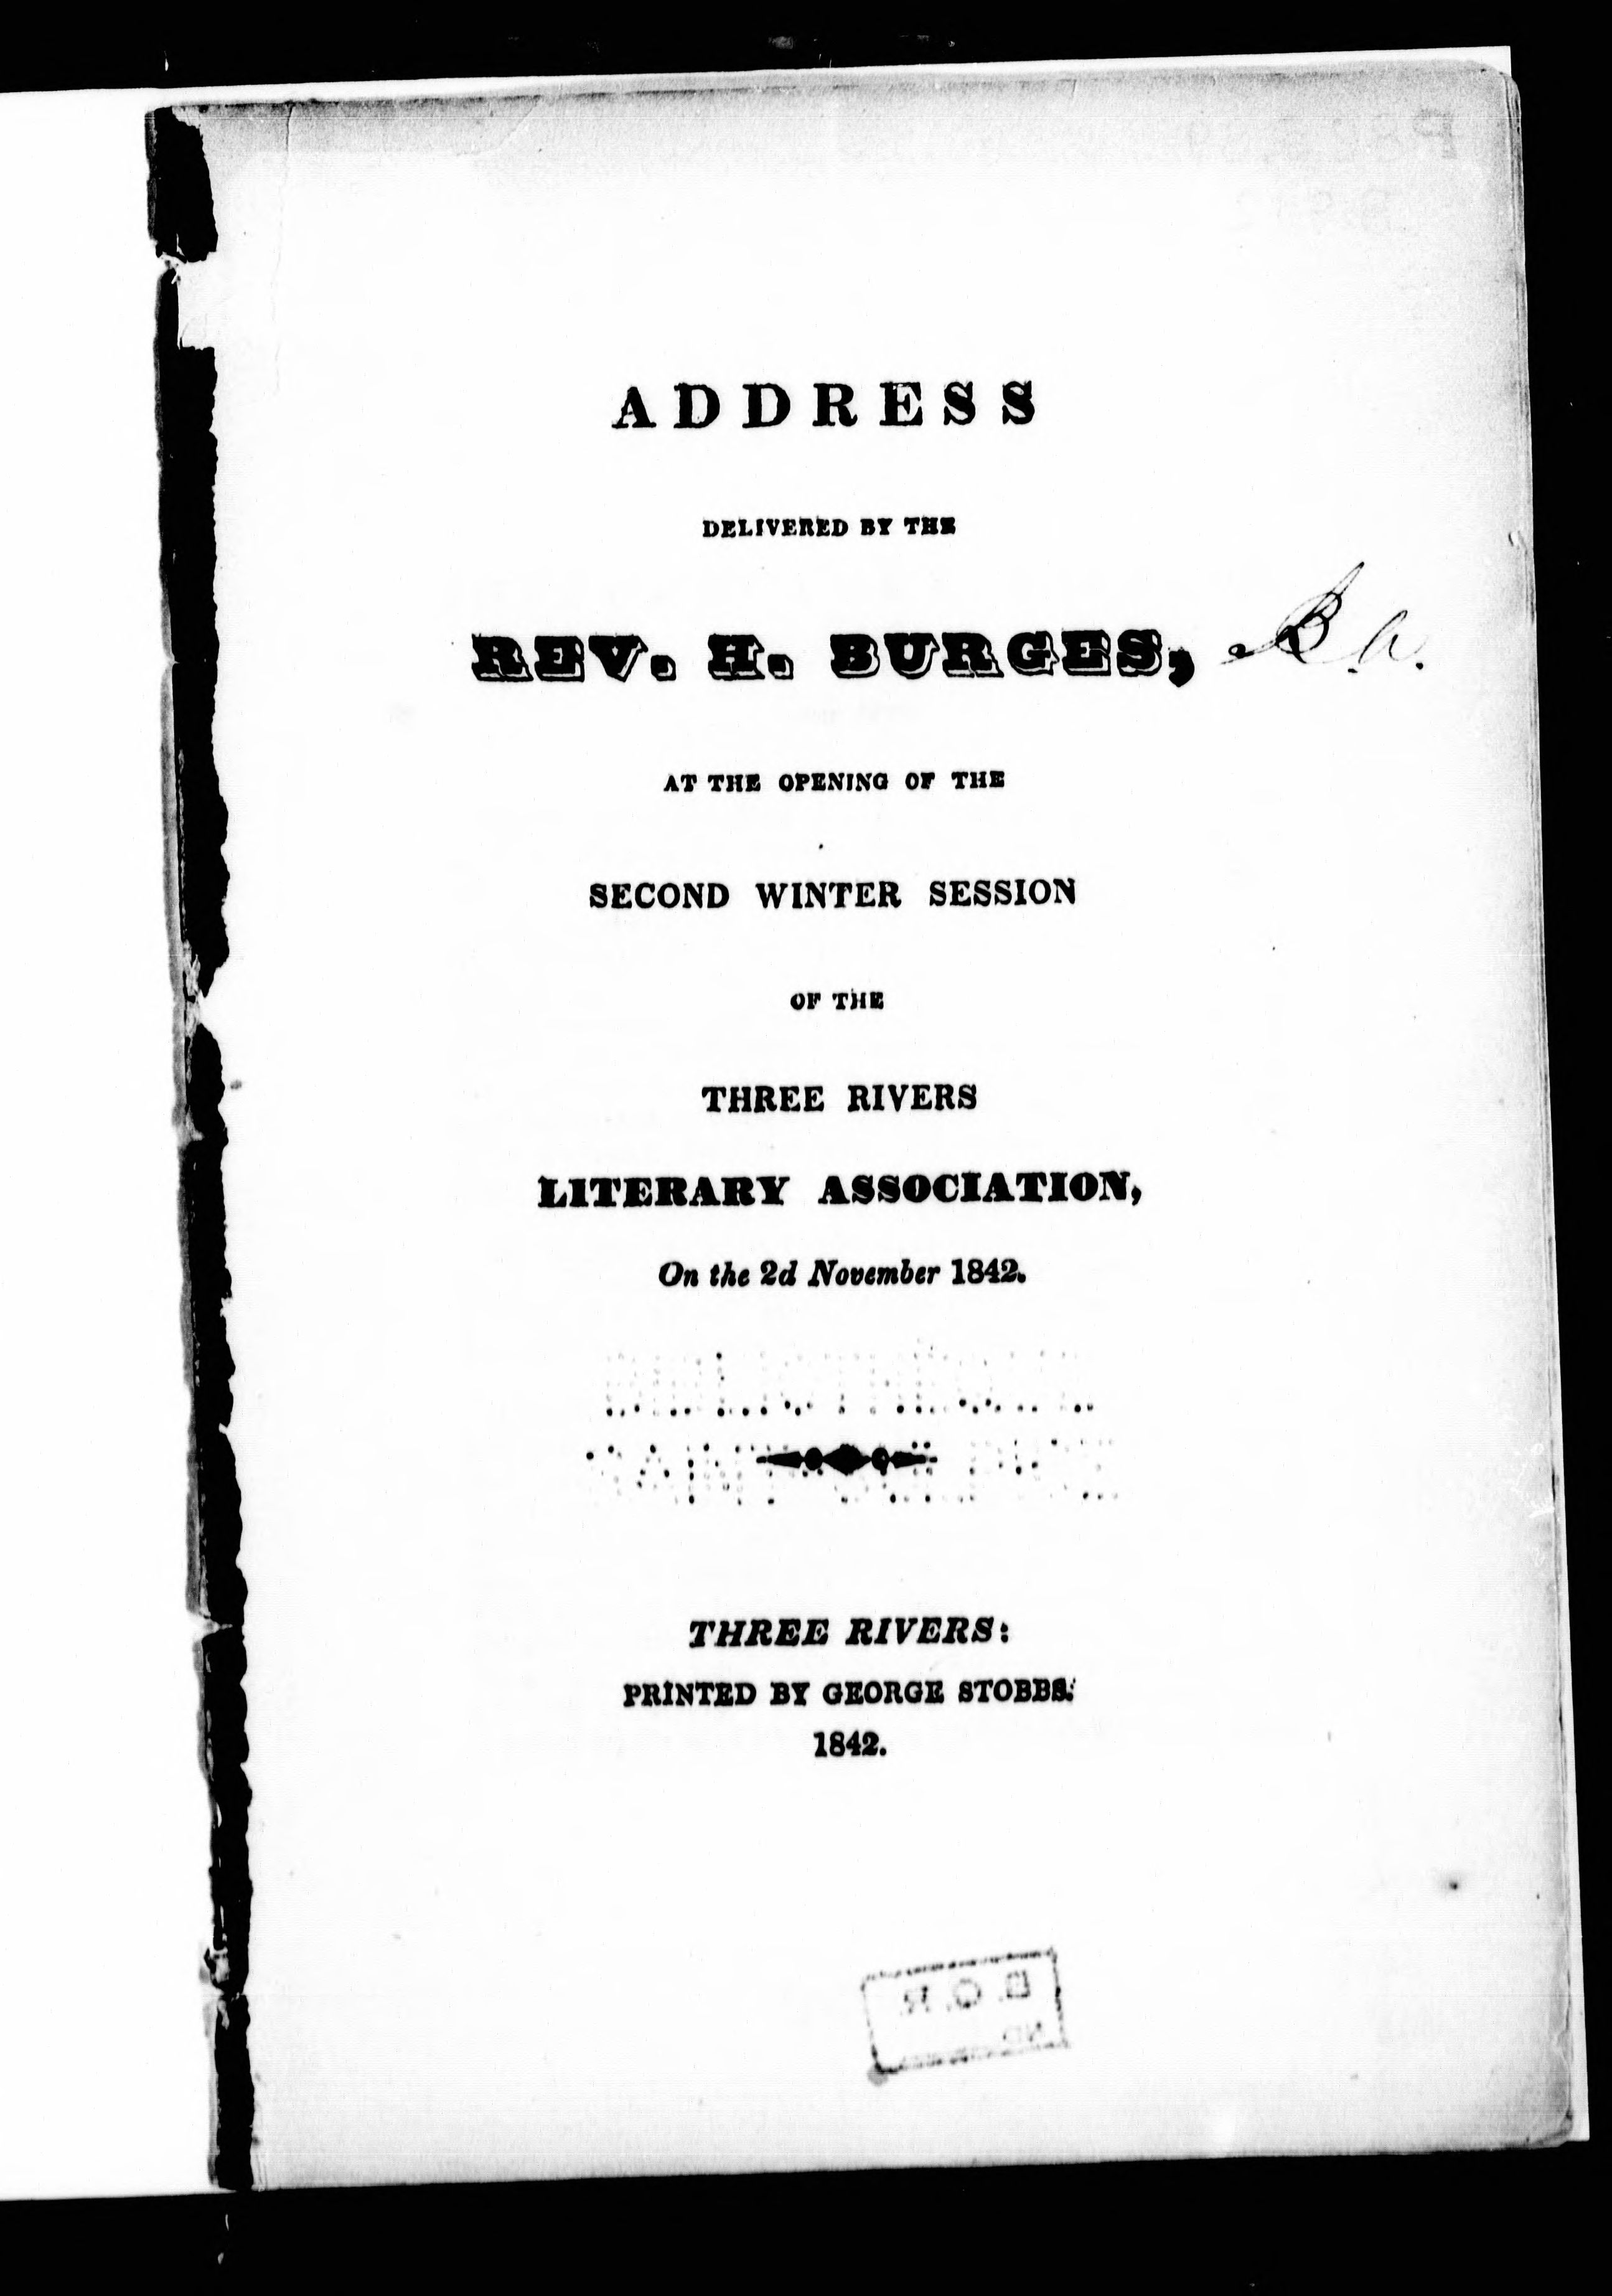 ADDRESS
DELIVERED BY THE
REV. H. BURGES, B.A.
AT THE OPENING OF THE
SECOND WINTER SESSION
OF THE
THREE RIVERS
LITERARY ASSOCIATION,
On the 2d November 1842.
THREE RIVERS:
PRINTED BY GEORGE STOBBS.
1842.